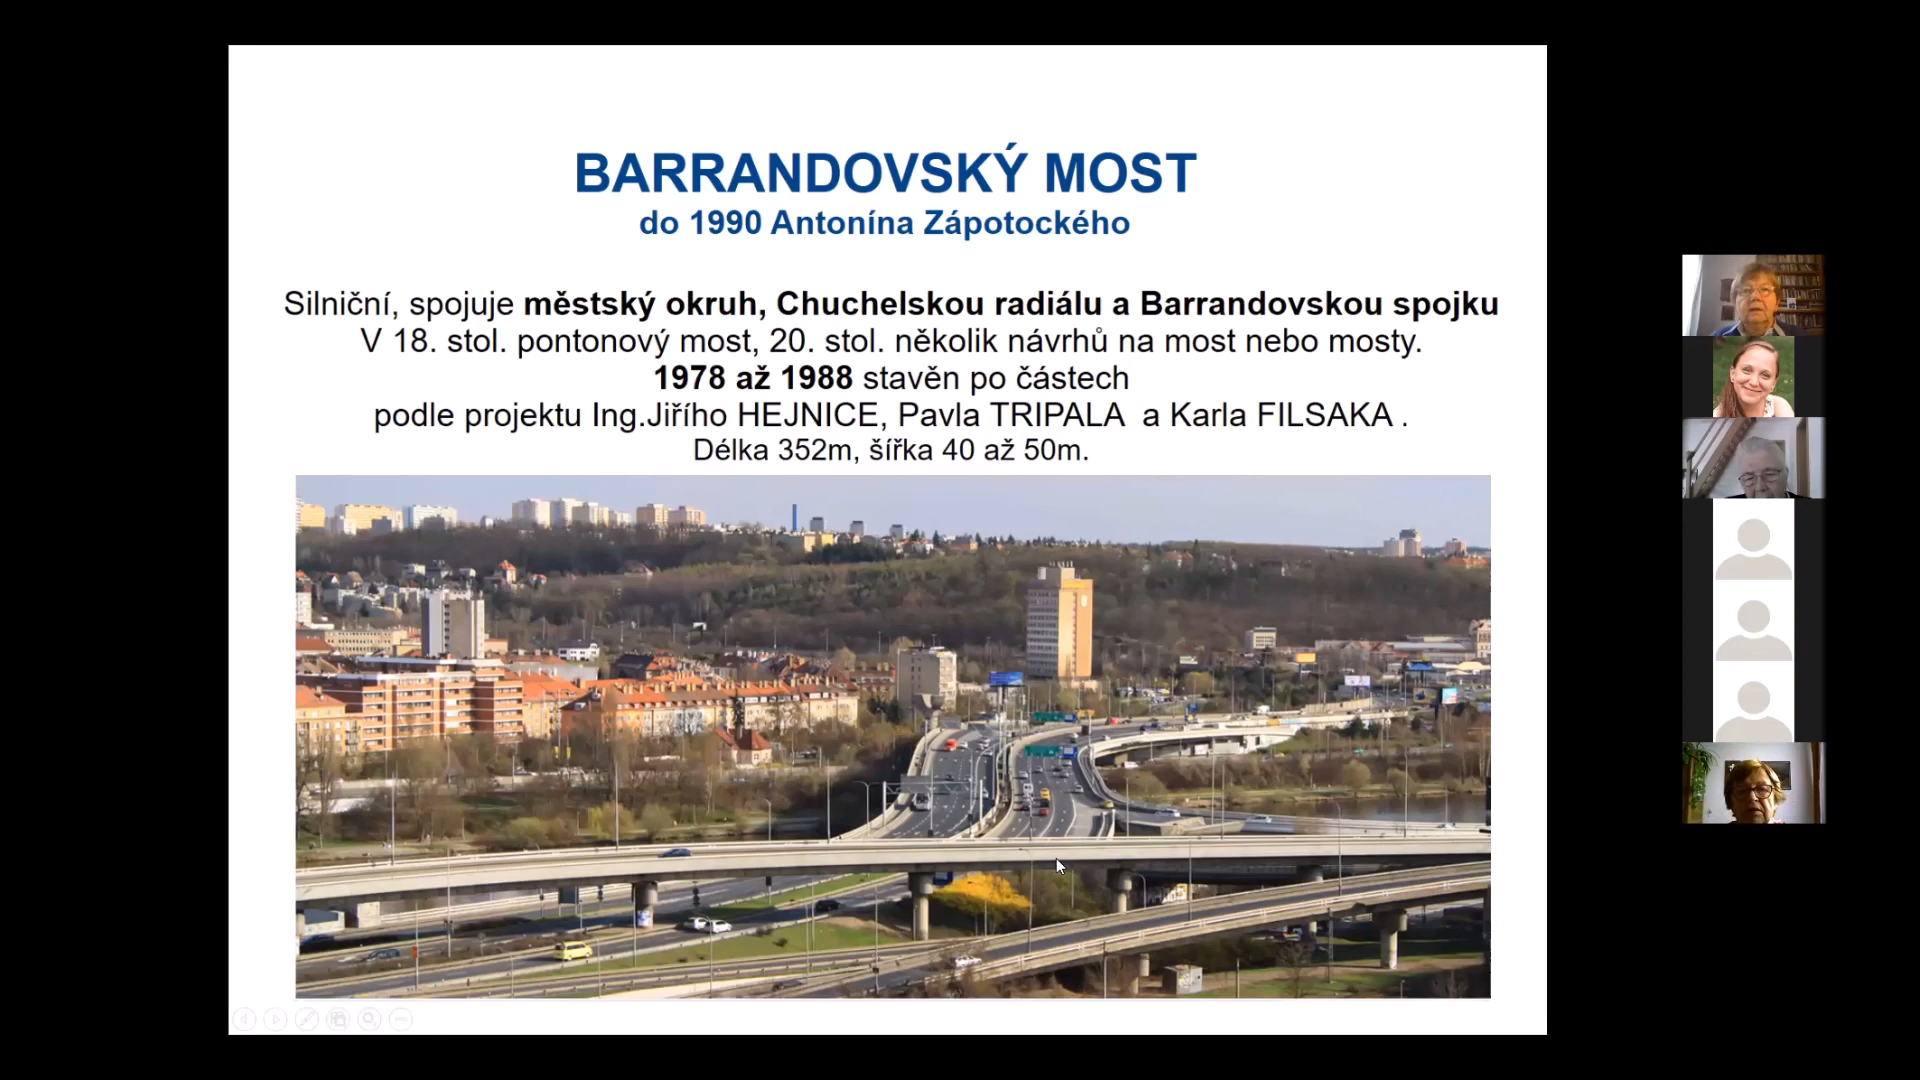 BARRANDOVSKÝ MOST
do 1990 Antonína Zápotockého
Silniční, spojuje městský okruh, Chuchelskou radiálu a Barrandovskou spojku
V 18. stol. pontonový most, 20. stol. několik návrhů na most nebo mosty.
1978 až 1988 stavěn po částech
podle projektu Ing.Jiřího HEJNICE, Pavla TRIPALA  a Karla FILSAKA .
Délka 352m, šířka 40 až 50m.